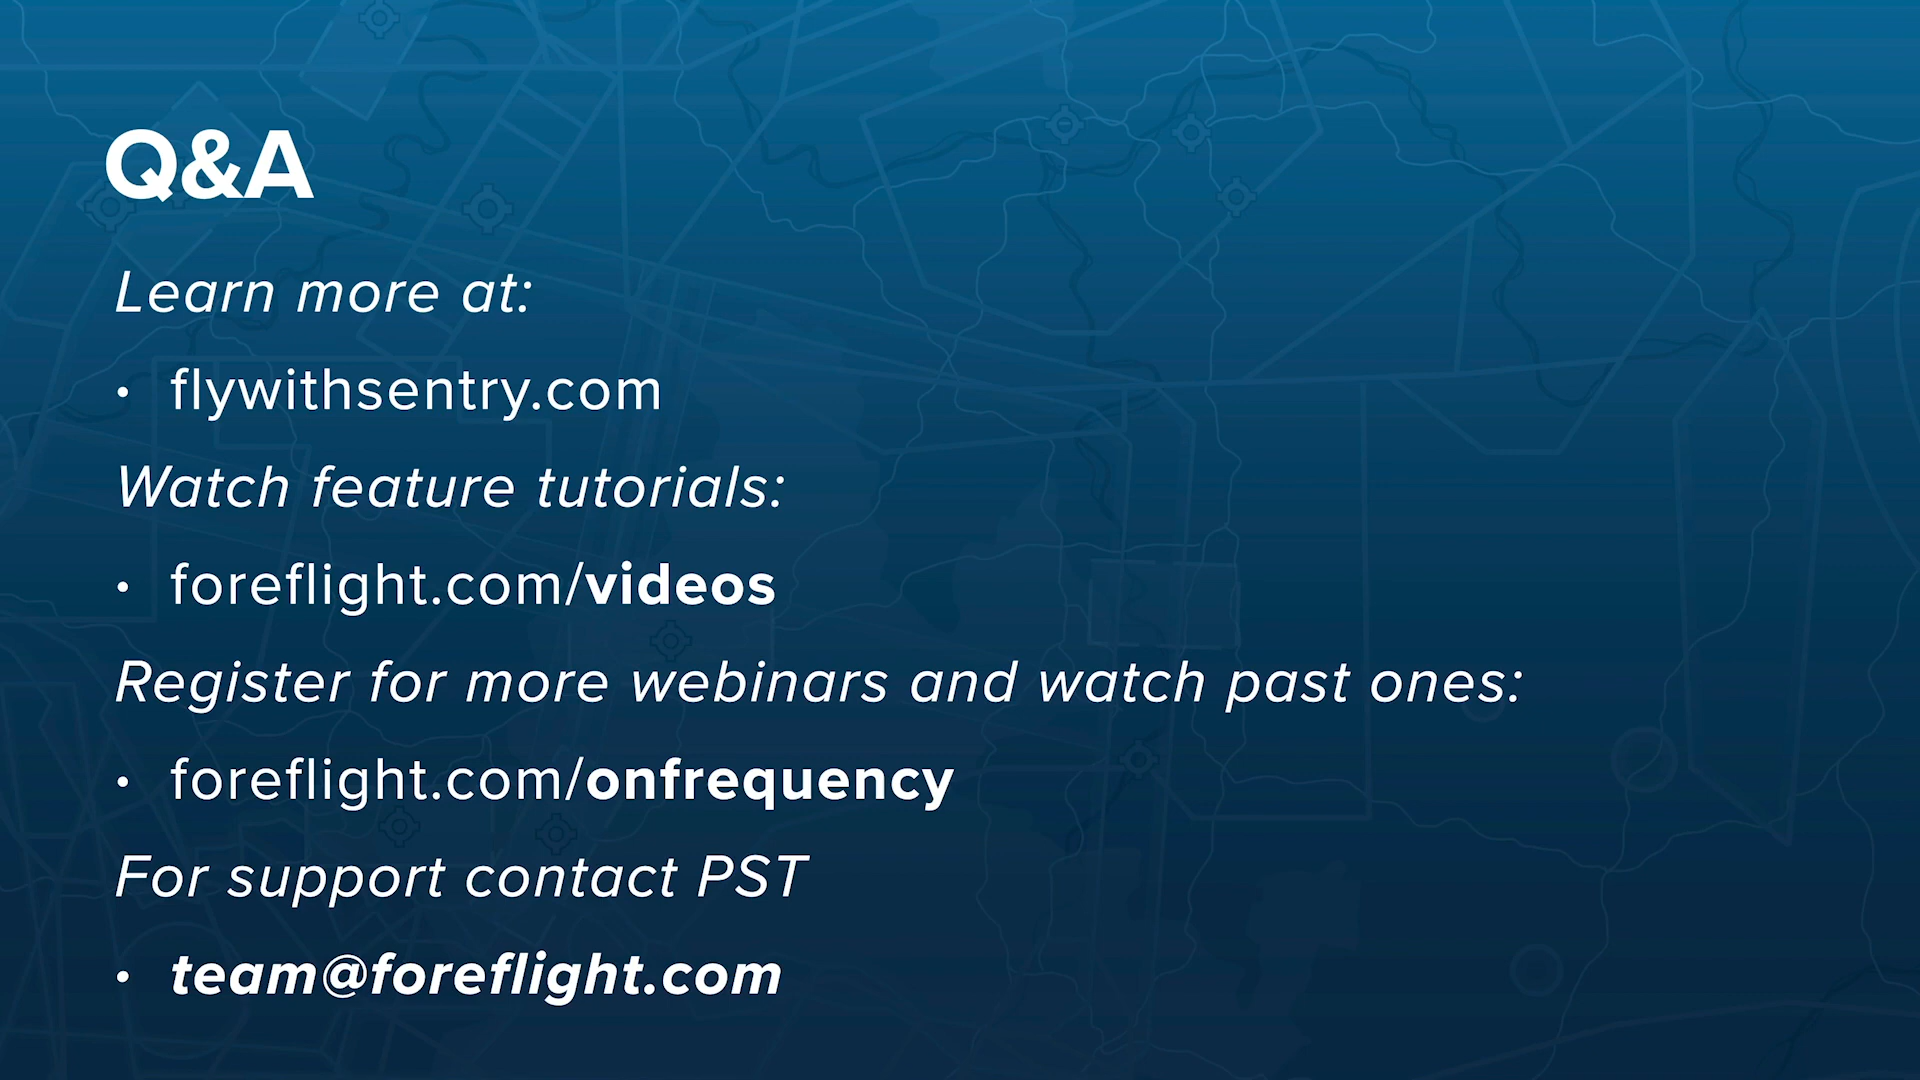 Q&A
Learn more at:
• flywithsentry.com
Watch feature tutorials:
• foreflight.com/videos
Register for more webinars and watch past ones:
• foreflight.com/onfrequency
For support contact PST
• team@foreflight.com